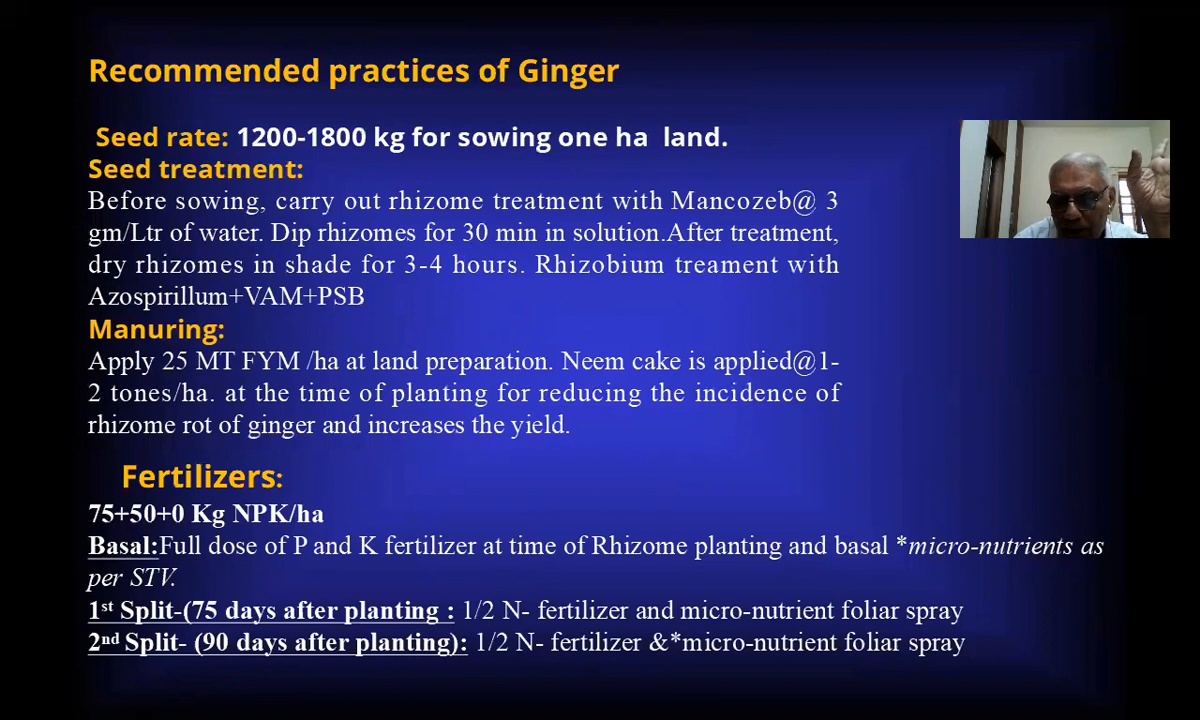 Recommended practices of Ginger
Seed rate: 1200-1800 kg for sowing one ha land.
Seed treatment:
Before sowing, carry out rhizome treatment with Mancozeb@ 3
gm/Ltr of water. Dip rhizomes for 30 min in solution.After treatment,
dry rhizomes in shade for 3-4 hours. Rhizobium treament with
Azospirillum+VAM+PSB
Manuring:
Apply 25 MT FYM /ha at land preparation. Neem cake is applied@1-
2 tones/ha. at the time of planting for reducing the incidence of
rhizome rot of ginger and increases the yield.
Fertilizers:
75+50+0 Kg NPK/ha
Basal:Full dose of P and K fertilizer at time of Rhizome planting and basal *micro-nutrients as
per STV.
1st Split-(75 days after planting : 1/2 N- fertilizer and micro-nutrient foliar spray
2nd Split- (90 days after planting): 1/2 N- fertilizer &*micro-nutrient foliar spray